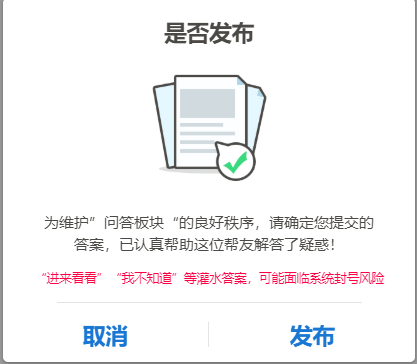 是否发布
为维护”问答板块“的良好秩序，请确定您提交的
答案，已认真帮助这位帮友解答了疑惑！
“进来看看”“我不知道”等灌水答案，可能面临系统封号风险
取消
发布